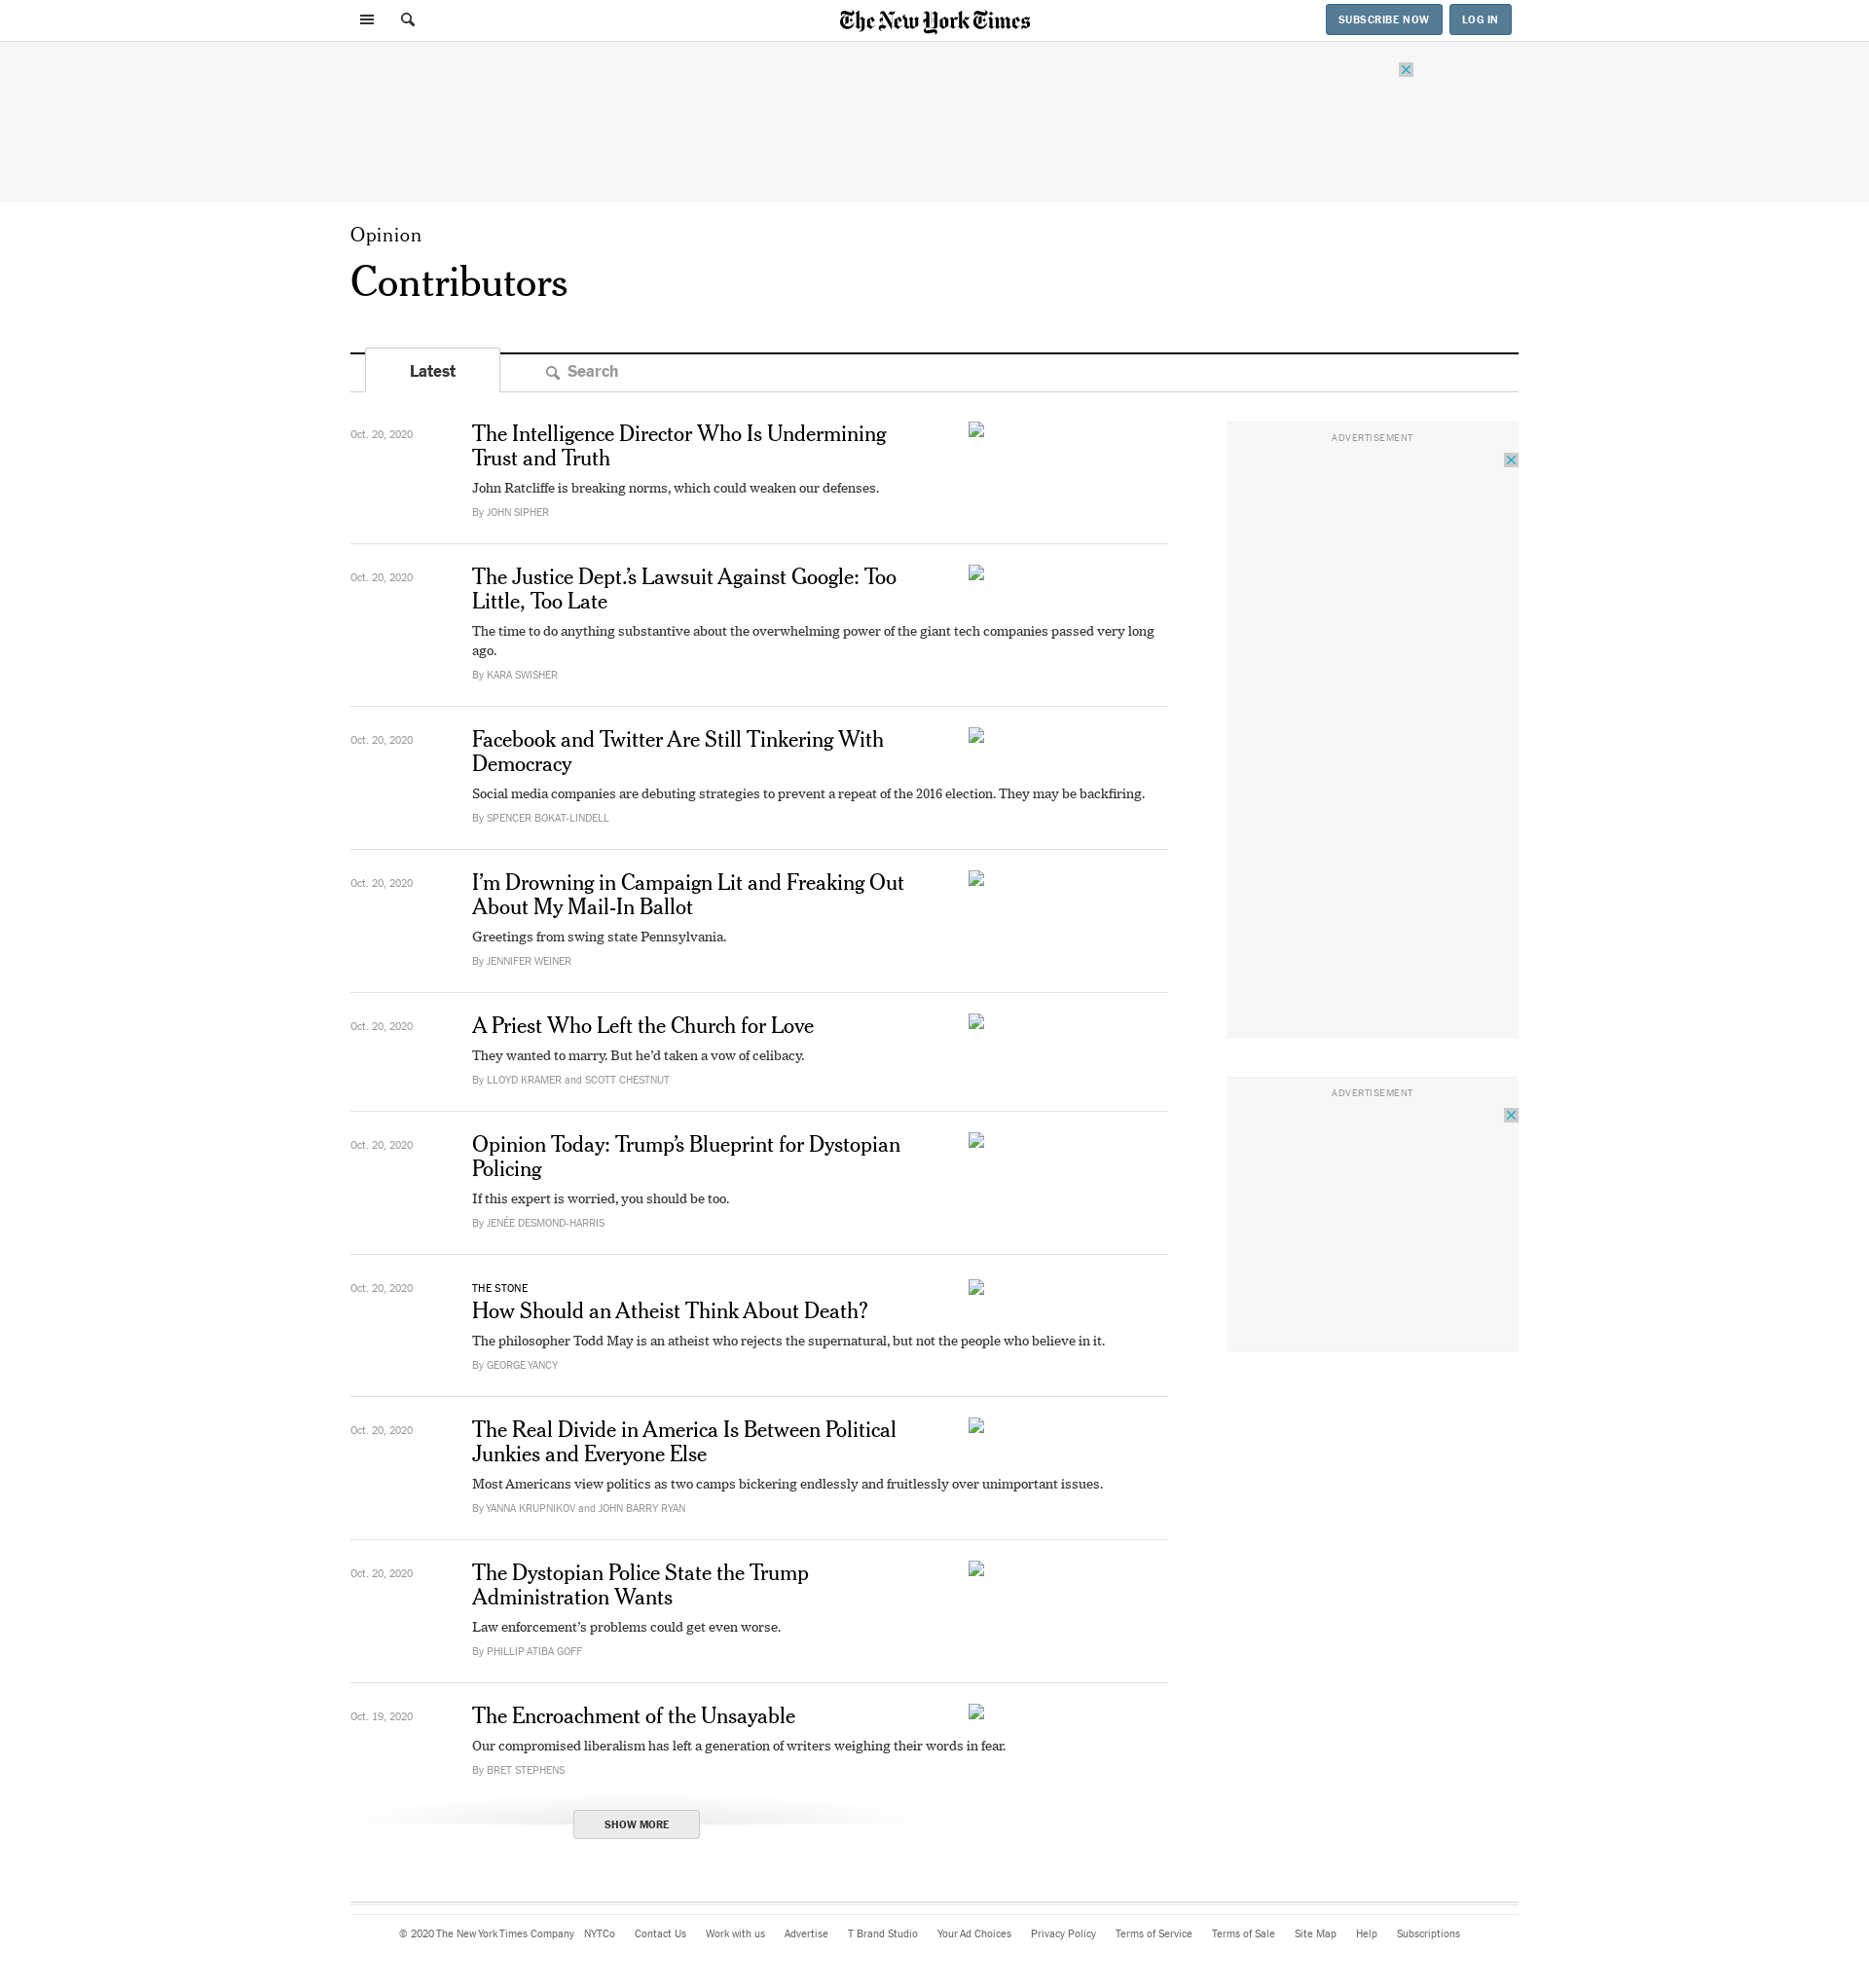 The New York Times
SUBSCRIBE NOW
LOG IN
Opinion
Contributors
Latest
Search
Oct. 20, 2020
The Intelligence Director Who Is Undermining
Trust and Truth
John Ratcliffe is breaking norms, which could weaken our defenses.
By JOHN SIPHER
ADVERTISEMENT
Oct. 20, 2020
The Justice Dept.’s Lawsuit Against Google: Too
Little, Too Late
The time to do anything substantive about the overwhelming power of the giant tech companies passed very long
ago.
By KARA SWISHER
Oct. 20, 2020
Facebook and Twitter Are Still Tinkering With
Democracy
Social media companies are debuting strategies to prevent a repeat of the 2016 election. They may be backfiring.
By SPENCER BOKAT-LINDELL
Oct. 20, 2020
I’m Drowning in Campaign Lit and Freaking Out
About My Mail-In Ballot
Greetings from swing state Pennsylvania.
By JENNIFER WEINER
Oct. 20, 2020
A Priest Who Left the Church for Love
They wanted to marry. But he’d taken a vow of celibacy.
By LLOYD KRAMER and SCOTT CHESTNUT
ADVERTISEMENT
Oct. 20, 2020
Opinion Today: Trump’s Blueprint for Dystopian
Policing
If this expert is worried, you should be too.
By JENÉE DESMOND-HARRIS
Oct. 20, 2020
THE STONE
How Should an Atheist Think About Death?
The philosopher Todd May is an atheist who rejects the supernatural, but not the people who believe in it.
By GEORGE YANCY
Oct. 20, 2020
The Real Divide in America Is Between Political
Junkies and Everyone Else
Most Americans view politics as two camps bickering endlessly and fruitlessly over unimportant issues.
By YANNA KRUPNIKOV and JOHN BARRY RYAN
Oct. 20, 2020
The Dystopian Police State the Trump
Administration Wants
Law enforcement’s problems could get even worse.
By PHILLIP ATIBA GOFF
Oct. 19, 2020
The Encroachment of the Unsayable
Our compromised liberalism has left a generation of writers weighing their words in fear.
By BRET STEPHENS
SHOW MORE
© 2020 The New York Times Company NYTCo Contact Us Work with us Advertise T Brand Studio Your Ad Choices Privacy Policy Terms of Service Terms of Sale Site Map Help Subscriptions